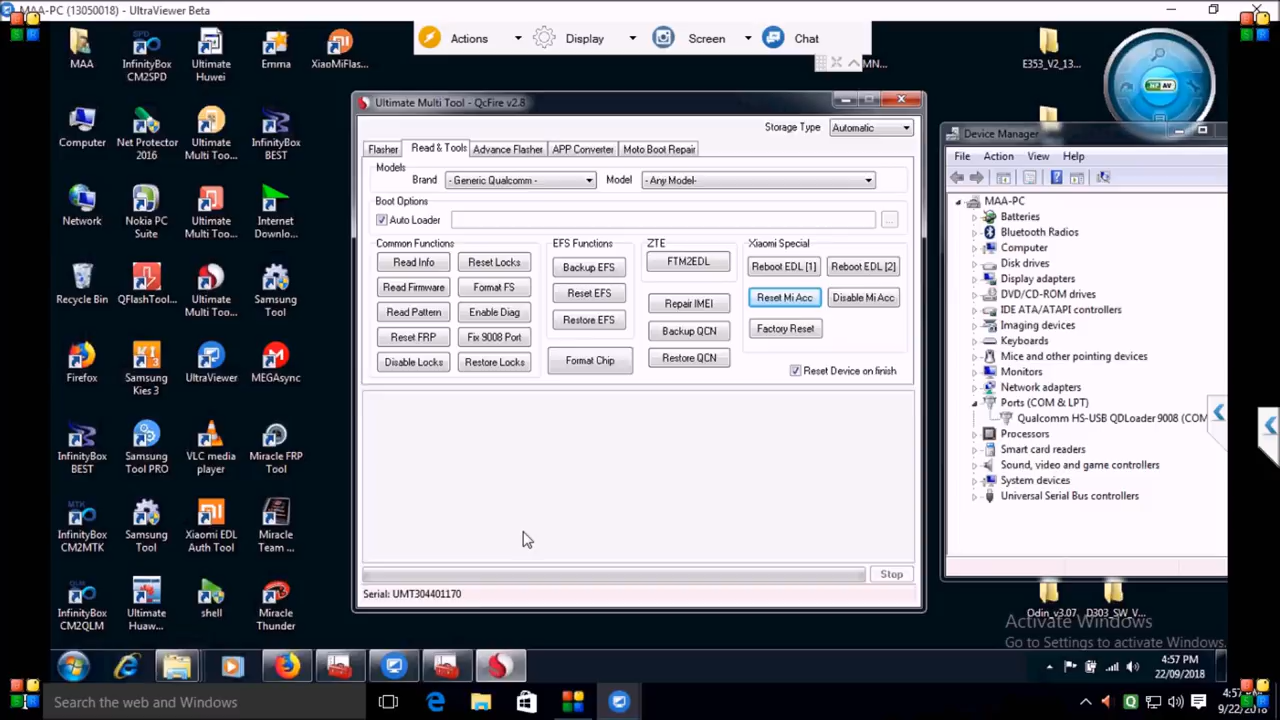 MAA-PC (13050018) - UltraViewer Beta
Actions
Display
Screen
Chat
MAA
InfinityBox
CM2SPD
Ultimate
Huwei
Emma
XiaoMiFlas...
MN...
E353_V2_13...
Computer
Net Protector
2016
Ultimate
Multi Too...
InfinityBox
BEST
Network
Nokia PC
Suite
Ultimate
Multi Too...
Internet
Downlo...
Recycle Bin
QFlashTool...
Ultimate
Multi Too...
Samsung
Tool
Firefox
Samsung
Kies 3
UltraViewer
MEGAsync
InfinityBox
BEST
Samsung
Tool PRO
VLC media
player
Miracle FRP
Tool
InfinityBox
CM2MTK
Samsung
Tool
Xiaomi EDL
Auth Tool
Miracle
Team ...
InfinityBox
CM2QLM
Ultimate
Huaw...
shell
Miracle
Thunder
Ultimate Multi Tool - QcFire v2.8
Storage Type
Automatic
Flasher
Read & Tools
Advance Flasher
APP Converter
Moto Boot Repair
Models
Brand
- Generic Qualcomm -
Model
- Any Model-
Boot Options
Auto Loader
...
Common Functions
EFS Functions
ZTE
Xiaomi Special
Read Info
Reset Locks
Backup EFS
FTM2EDL
Reboot EDL [1]
Reboot EDL [2]
Read Firmware
Format FS
Reset EFS
Repair IMEI
Reset Mi Acc
Disable Mi Acc
Read Pattern
Enable Diag
Restore EFS
Backup QCN
Factory Reset
Reset FRP
Fix 9008 Port
Disable Locks
Restore Locks
Format Chip
Restore QCN
Reset Device on finish
Stop
Serial: UMT304401170
Device Manager
File
Action
View
Help
MAA-PC
Batteries
Bluetooth Radios
Computer
Disk drives
Display adapters
DVD/CD-ROM drives
IDE ATA/ATAPI controllers
Imaging devices
Keyboards
Mice and other pointing devices
Monitors
Network adapters
Ports (COM & LPT)
Qualcomm HS-USB QDLoader 9008 (COM
Processors
Smart card readers
Sound, video and game controllers
System devices
Universal Serial Bus controllers
Odin_v3.07
D303_SW_V...
Activate Windows
Go to Settings to activate Windows.
4:57 PM
22/09/2018
Search the web and Windows
4:57
9/22/2018